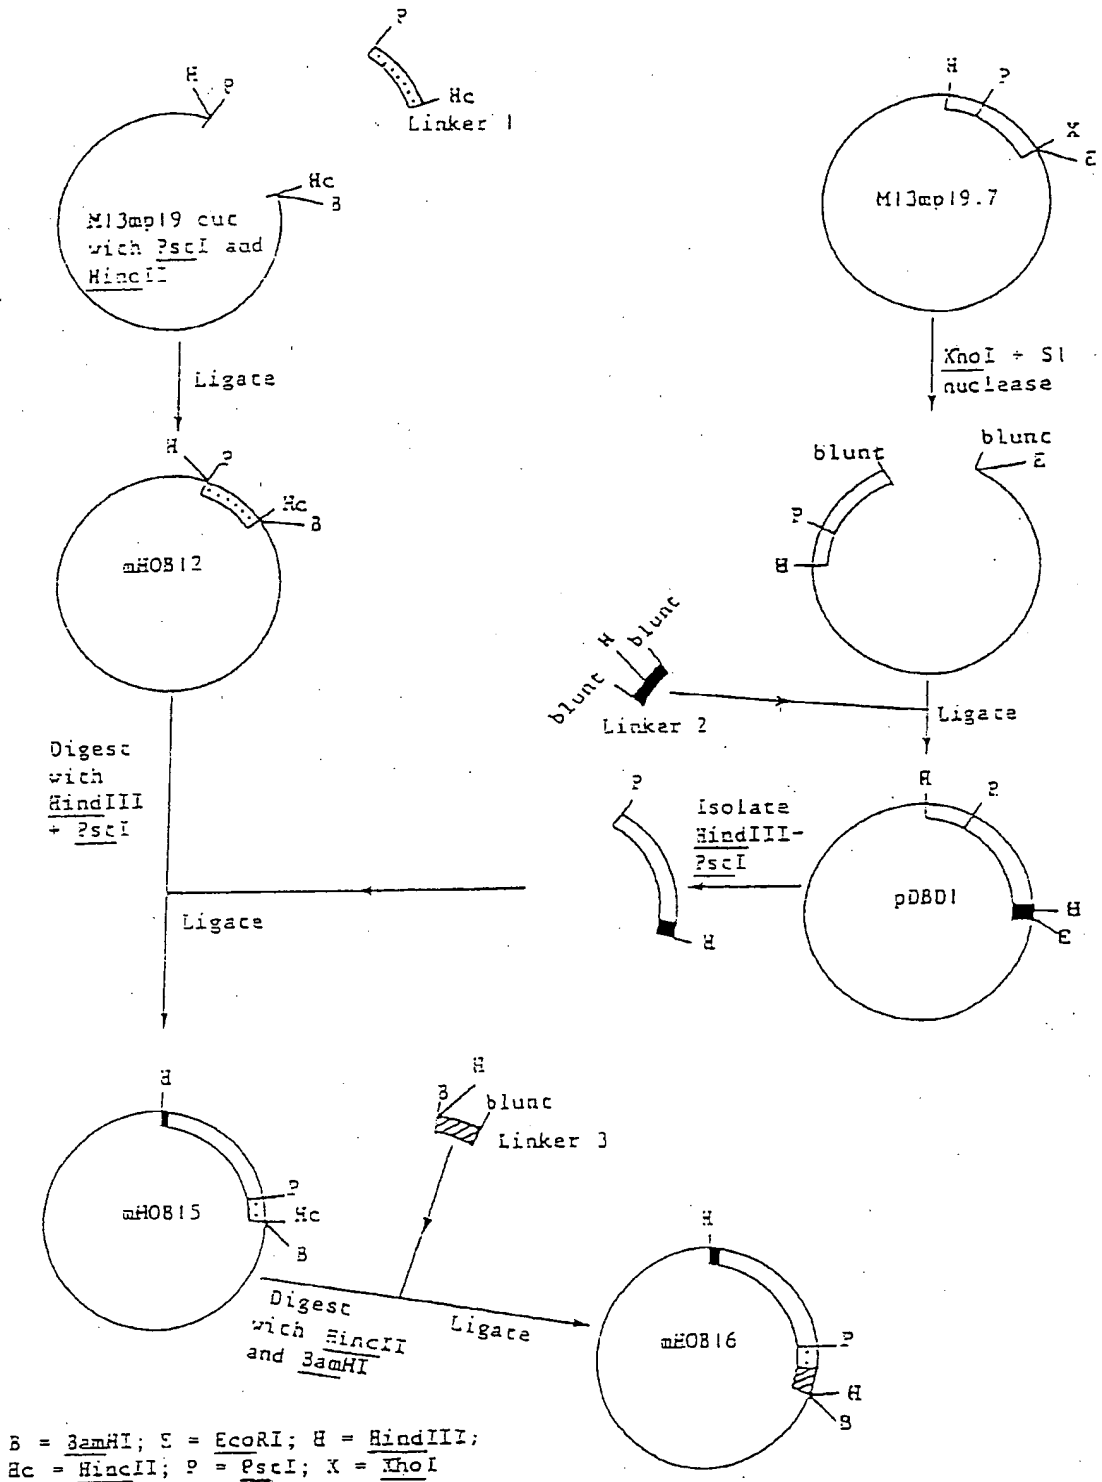 P
H
P
Hc
Linker 1
Hc
B
M13mp19 cut
with PstI and
HincII
H
P
X
E
M13mp19.7
Ligate
XhoI + S1
nuclease
H
P
Hc
B
mHOB12
blunt
blunt
E
P
H
blunt
H
blunt
Linker 2
Ligate
Digest
with
HindIII
+ PstI
P
Isolate
HindIII-
PstI
H
H
P
pDBD1
H
E
Ligate
H
P
Hc
B
mHOB15
B
H
blunt
Linker 3
Digest
with HincII
and BamHI
Ligate
H
P
H
B
mHOB16
B = BamHI; E = EcoRI; H = HindIII;
Hc = HincII; P = PstI; X = XhoI